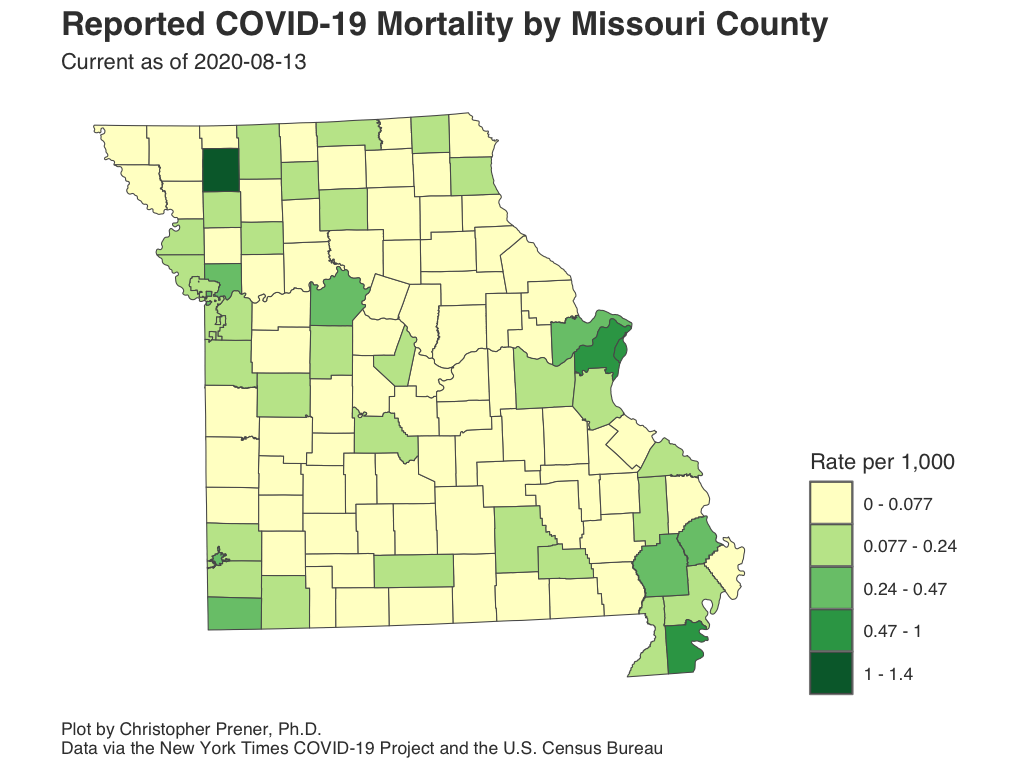 Reported COVID-19 Mortality by Missouri County
Current as of 2020-08-13
Rate per 1,000
0 - 0.077
0.077 - 0.24
0.24 - 0.47
0.47 - 1
1 - 1.4
Plot by Christopher Prener, Ph.D.
Data via the New York Times COVID-19 Project and the U.S. Census Bureau